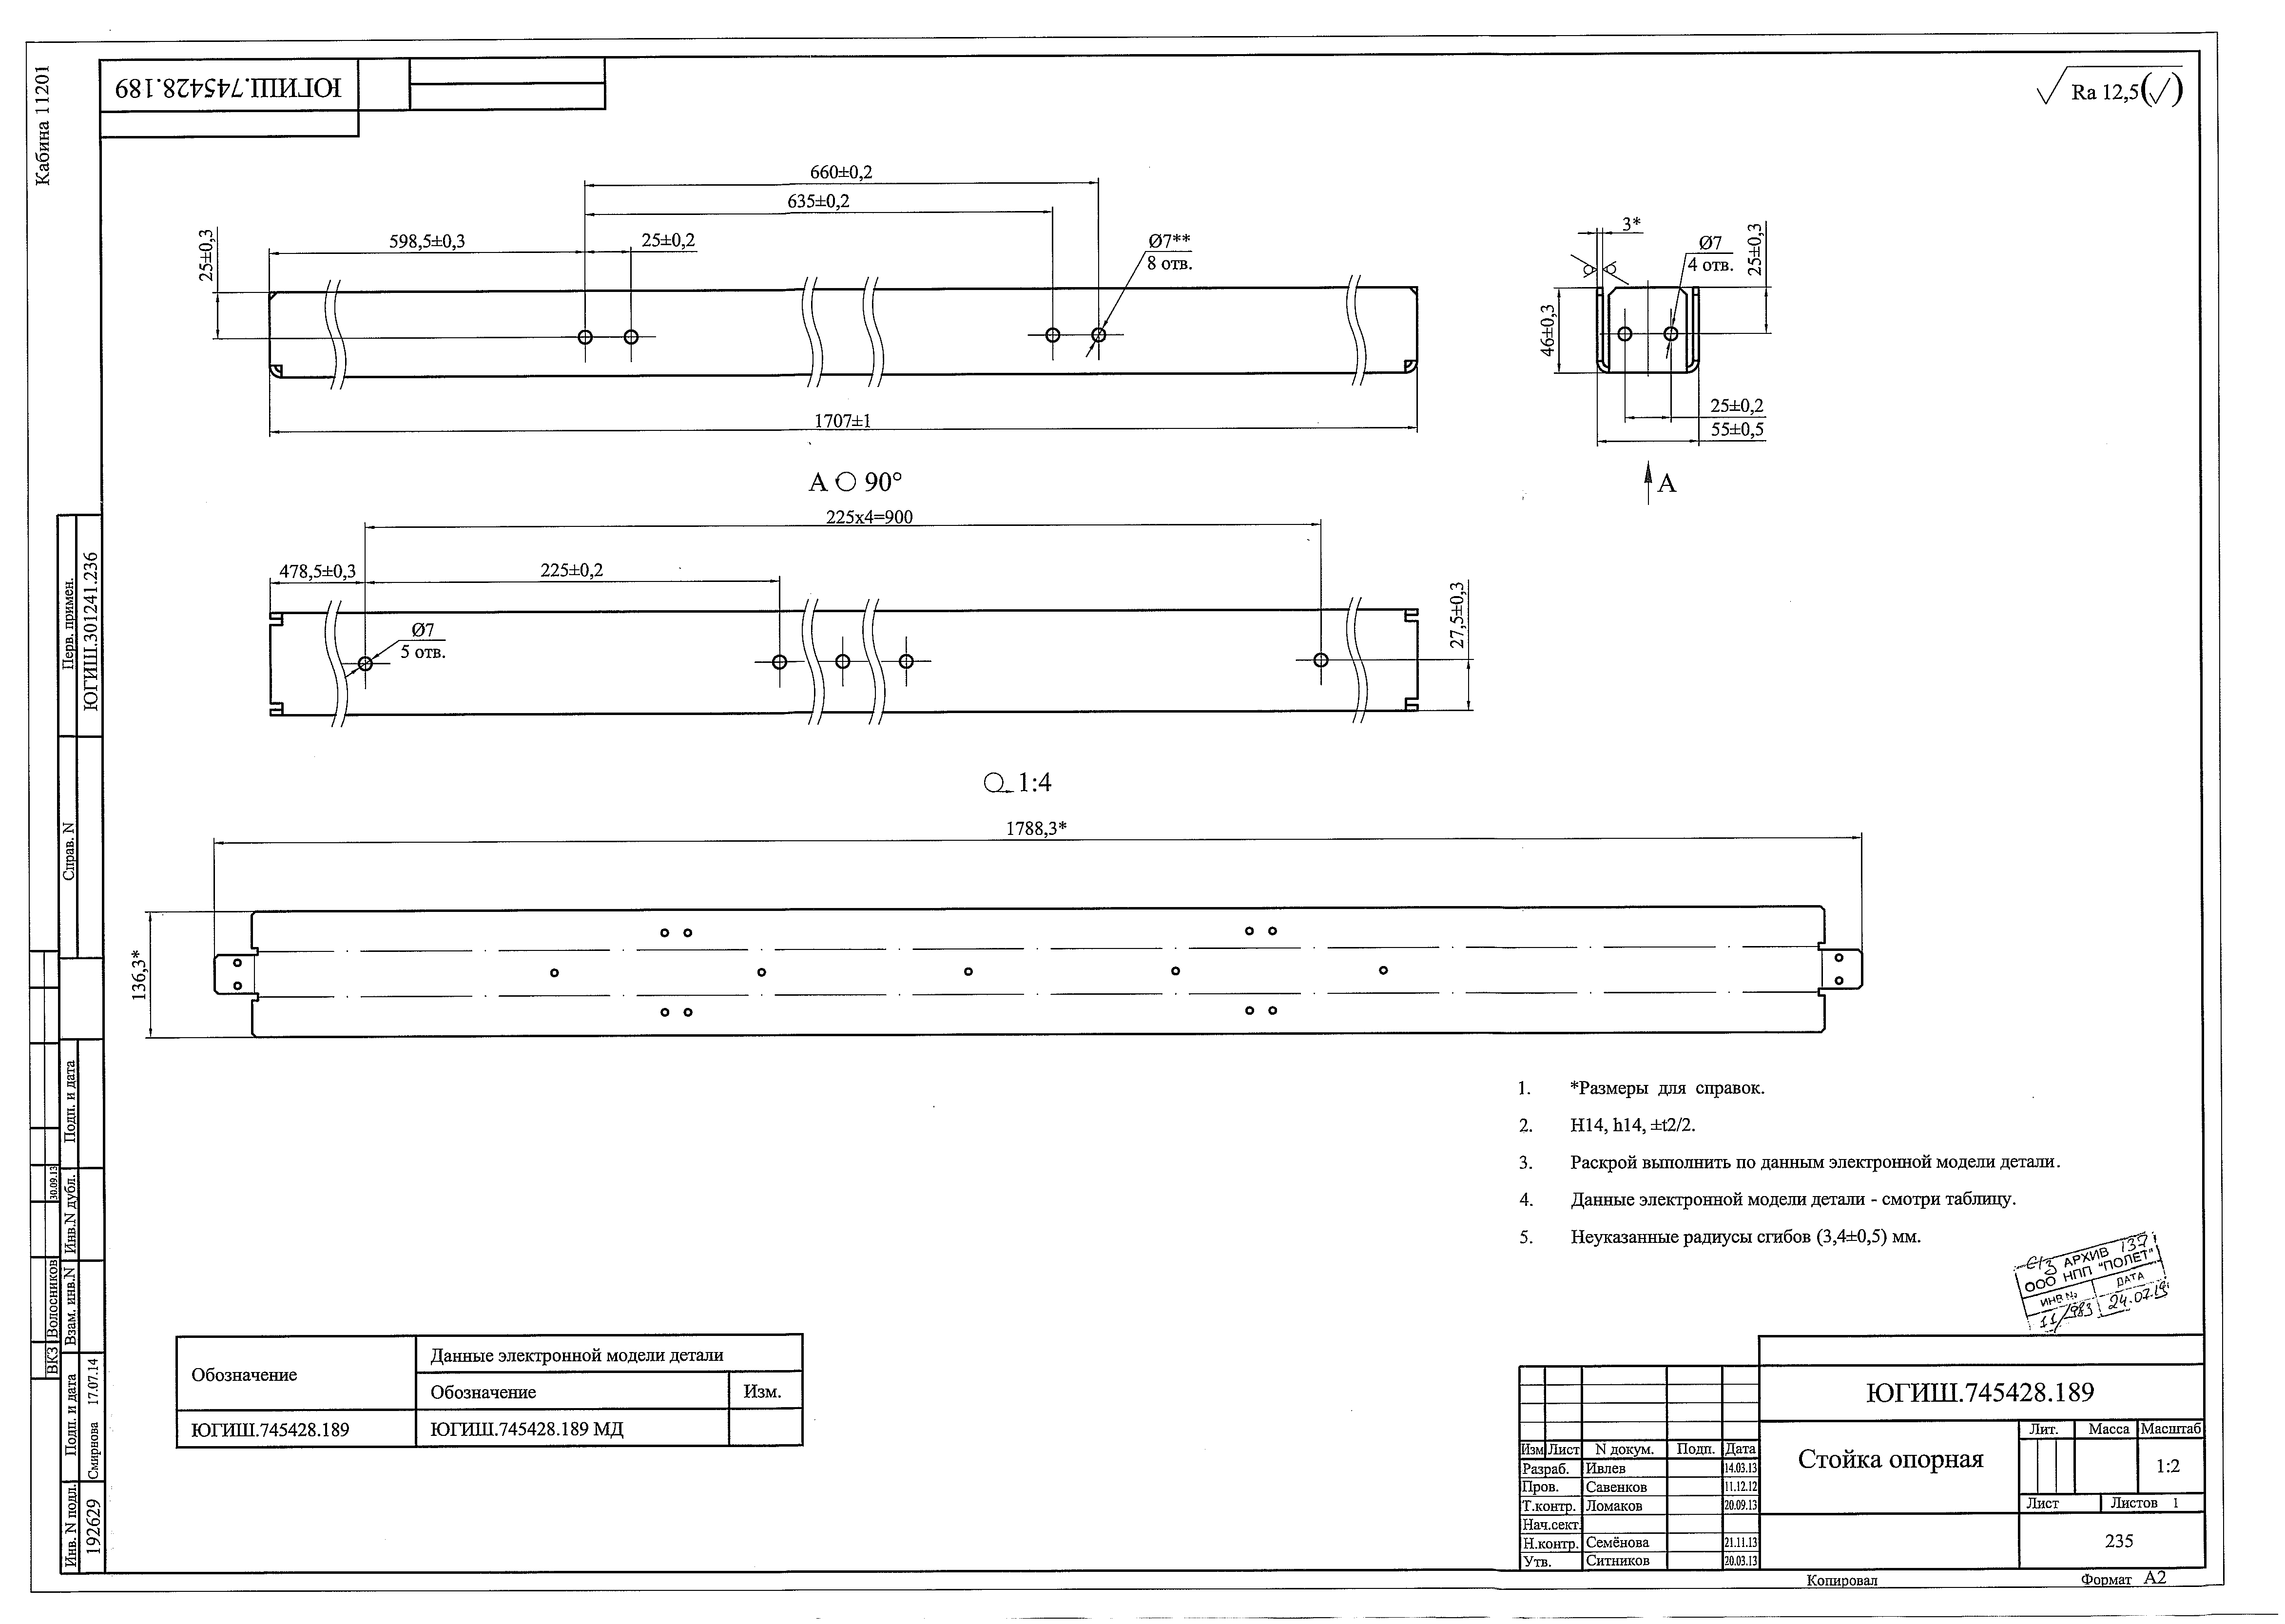 Кабина 11201
ЮГИШ.745428.189
Ra 12,5(√)
660±0,2
635±0,2
598,5±0,3
25±0,2
25±0,3
Ø7**
8 отв.
1707±1
3*
Ø7
4 отв.
25±0,3
46±0,3
25±0,2
55±0,5
А
А 90°
225х4=900
478,5±0,3
225±0,2
Ø7
5 отв.
27,5±0,3
1:4
1788,3*
136,3*
1. *Размеры для справок.
2. H14, h14, ±t2/2.
3. Раскрой выполнить по данным электронной модели детали.
4. Данные электронной модели детали - смотри таблицу.
5. Неуказанные радиусы сгибов (3,4±0,5) мм.
АРХИВ 137
ООО НПП "ПОЛЕТ"
ИНВ № ДАТА
11/983 24.07.19
Обозначение
Данные электронной модели детали
Обозначение Изм.
ЮГИШ.745428.189 ЮГИШ.745428.189 МД
Перв. примен.
ЮГИШ.301241.236
Справ. N
Подп. и дата
Инв.N дубл.
Взам. инв.N
Подп. и дата
Смирнова 17.07.14
Инв. N подл.
192629
ВКЗ Волосников 30.09.13
ЮГИШ.745428.189
Стойка опорная
Лит. Масса Масштаб
1:2
Лист Листов 1
235
Изм Лист N докум. Подп. Дата
Разраб. Ивлев 14.03.13
Пров. Савенков 11.12.12
Т.контр. Ломаков 20.09.13
Нач.сект.
Н.контр. Семёнова 21.11.13
Утв. Ситников 20.03.13
Копировал Формат А2